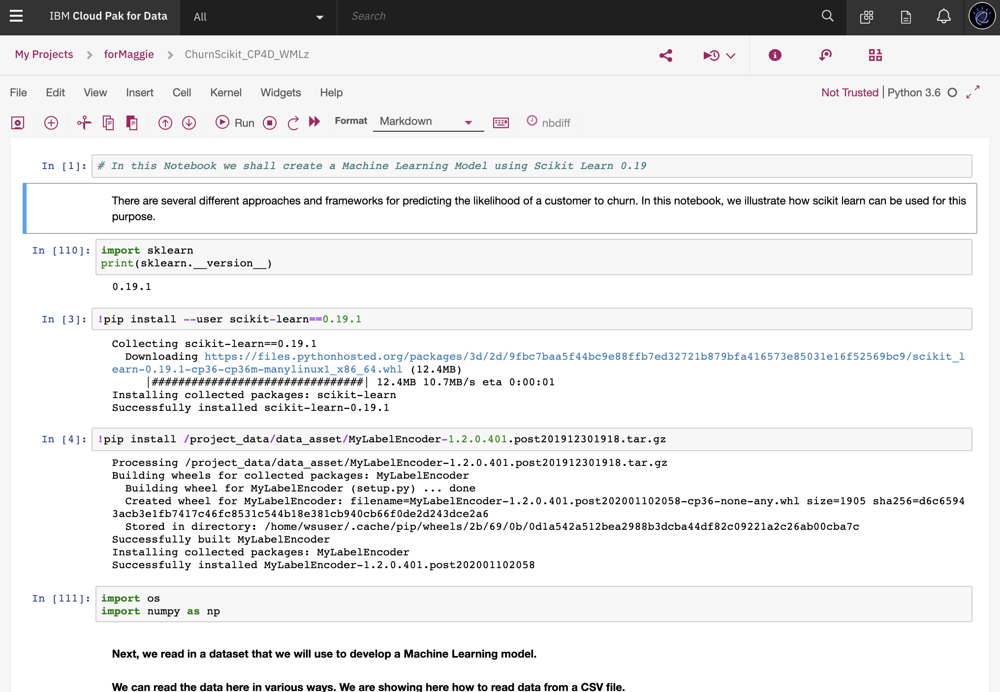 IBM Cloud Pak for Data All Search
My Projects > forMaggie > ChurnScikit_CP4D_WMLz
File Edit View Insert Cell Kernel Widgets Help Not Trusted | Python 3.6
Run Format Markdown nbdiff
In [1]: # In this Notebook we shall create a Machine Learning Model using Scikit Learn 0.19
There are several different approaches and frameworks for predicting the likelihood of a customer to churn. In this notebook, we illustrate how scikit learn can be used for this
purpose.
In [110]: import sklearn
print(sklearn.__version__)
0.19.1
In [3]: !pip install --user scikit-learn==0.19.1
Collecting scikit-learn==0.19.1
Downloading https://files.pythonhosted.org/packages/3d/2d/9fbc7baa5f44bc9e88ffb7ed32721b879bfa416573e85031e16f52569bc9/scikit_l
earn-0.19.1-cp36-cp36m-manylinux1_x86_64.whl (12.4MB)
|################################| 12.4MB 10.7MB/s eta 0:00:01
Installing collected packages: scikit-learn
Successfully installed scikit-learn-0.19.1
In [4]: !pip install /project_data/data_asset/MyLabelEncoder-1.2.0.401.post201912301918.tar.gz
Processing /project_data/data_asset/MyLabelEncoder-1.2.0.401.post201912301918.tar.gz
Building wheels for collected packages: MyLabelEncoder
Building wheel for MyLabelEncoder (setup.py) ... done
Created wheel for MyLabelEncoder: filename=MyLabelEncoder-1.2.0.401.post202001102058-cp36-none-any.whl size=1905 sha256=d6c6594
3acb3e1fb7417c46fc8531c544b18e381cb940cb66f0de2d243dce2a6
Stored in directory: /home/wsuser/.cache/pip/wheels/2b/69/0b/0d1a542a512bea2988b3dcba44df82c09221a2c26ab00cba7c
Successfully built MyLabelEncoder
Installing collected packages: MyLabelEncoder
Successfully installed MyLabelEncoder-1.2.0.401.post202001102058
In [111]: import os
import numpy as np
Next, we read in a dataset that we will use to develop a Machine Learning model.
We can read the data here in various ways. We are showing here how to read data from a CSV file.